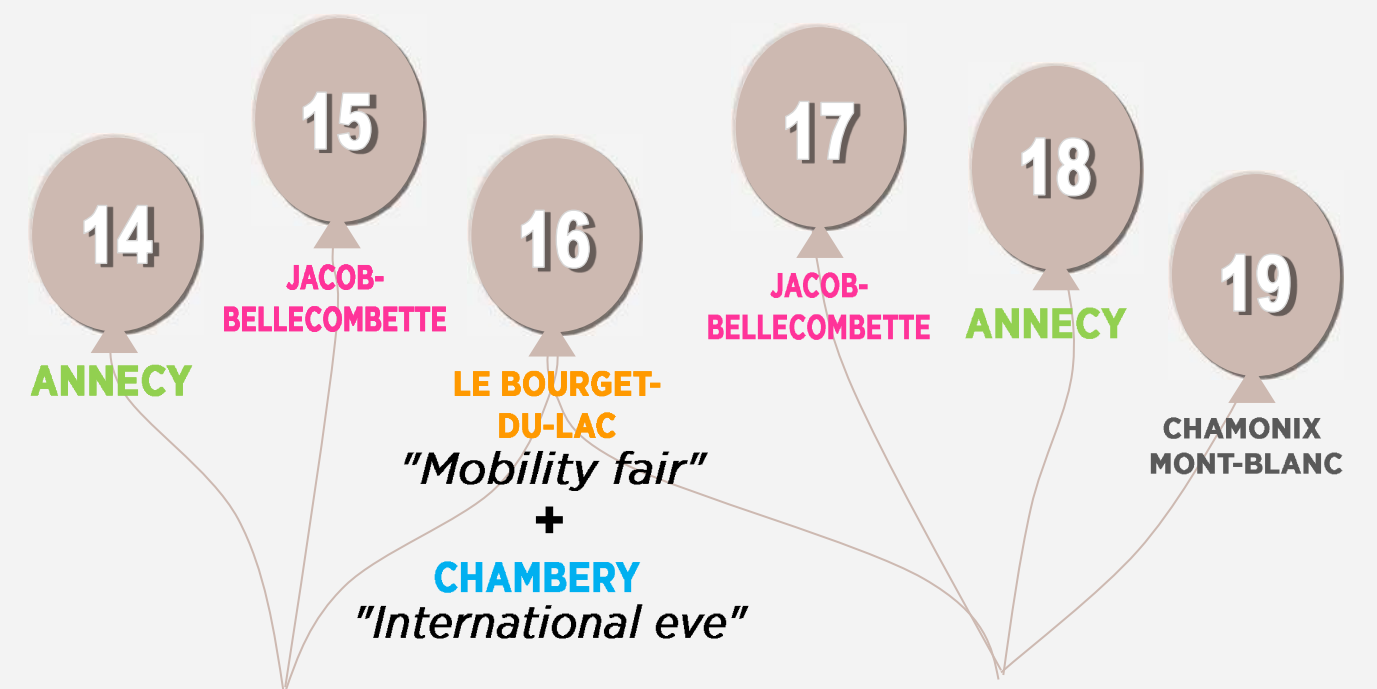 14
ANNECY
15
JACOB-
BELLECOMBETTE
16
LE BOURGET-
DU-LAC
"Mobility fair"
+
CHAMBERY
"International eve"
17
JACOB-
BELLECOMBETTE
18
ANNECY
19
CHAMONIX
MONT-BLANC